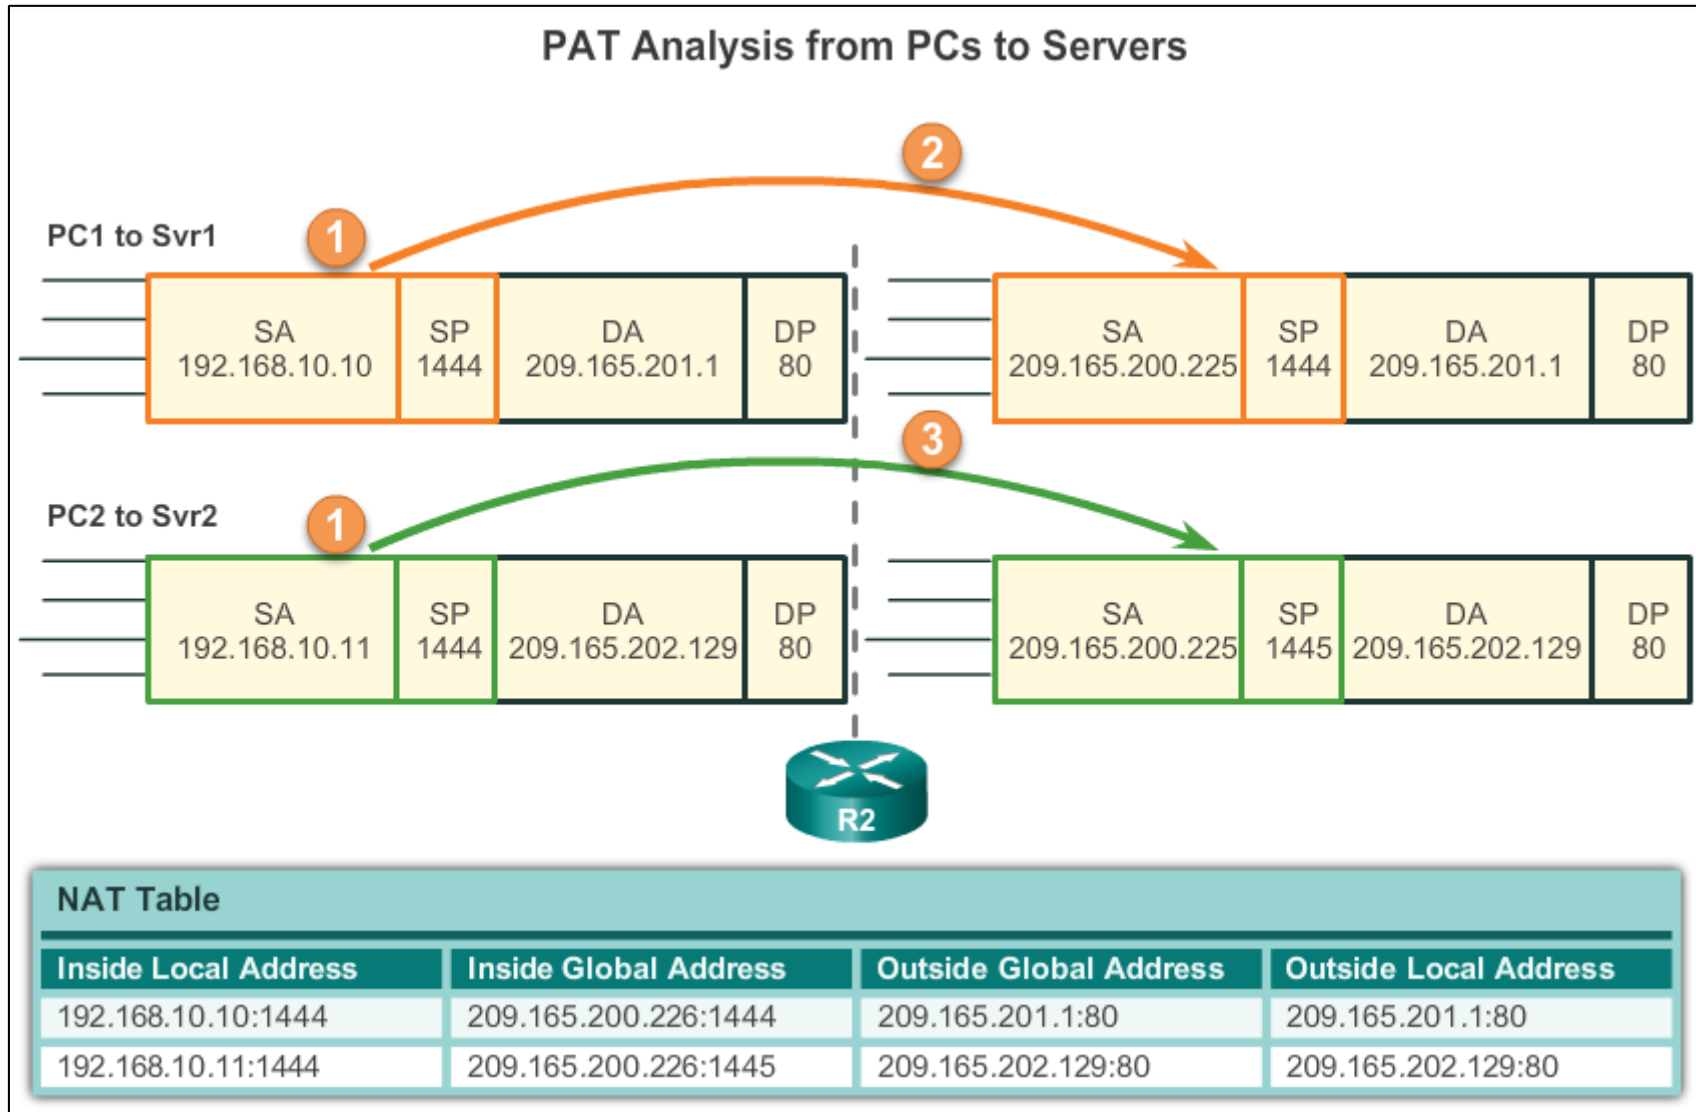 PAT Analysis from PCs to Servers
2
PC1 to Svr1
1
SA SP DA DP SA SP DA DP
192.168.10.10 1444 209.165.201.1 80 209.165.200.225 1444 209.165.201.1 80
3
PC2 to Svr2
1
SA SP DA DP SA SP DA DP
192.168.10.11 1444 209.165.202.129 80 209.165.200.225 1445 209.165.202.129 80
R2
NAT Table
Inside Local Address Inside Global Address Outside Global Address Outside Local Address
192.168.10.10:1444 209.165.200.226:1444 209.165.201.1:80 209.165.201.1:80
192.168.10.11:1444 209.165.200.226:1445 209.165.202.129:80 209.165.202.129:80